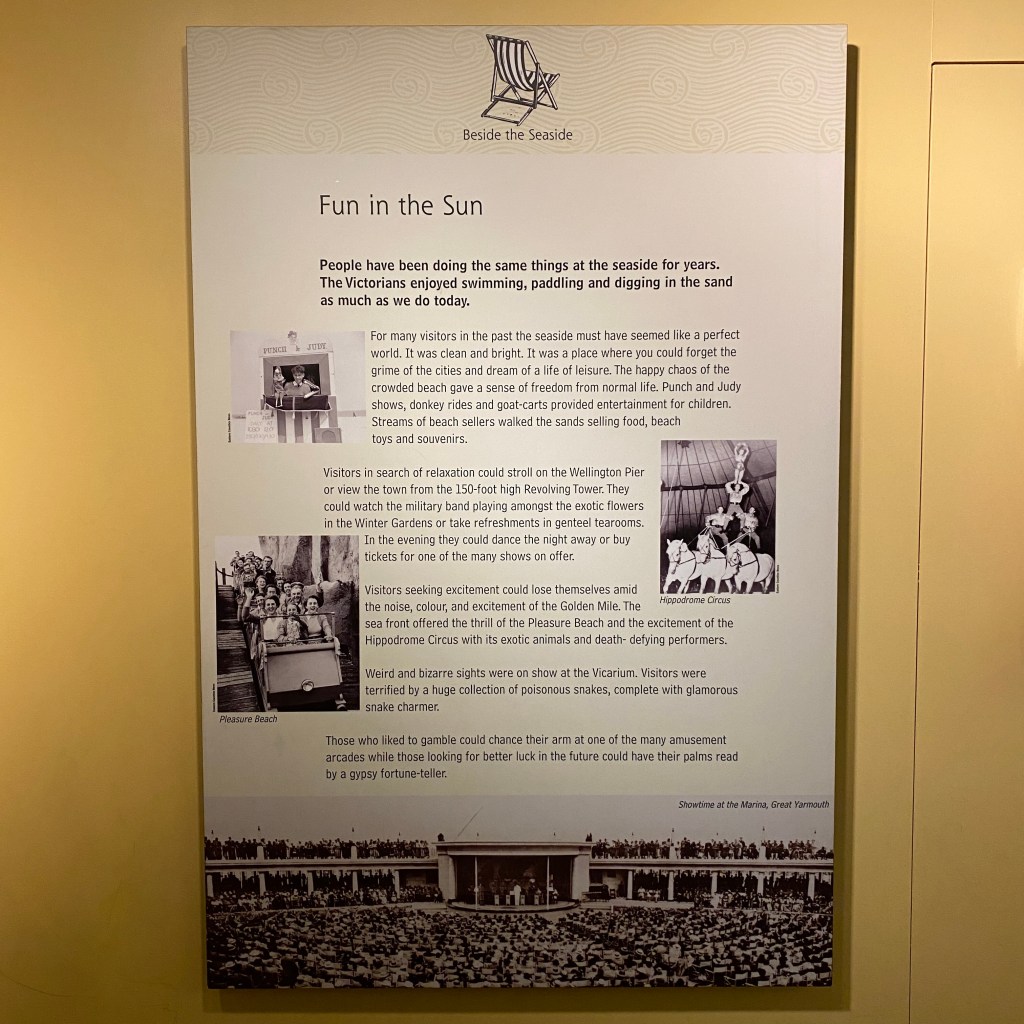 Beside the Seaside
Fun in the Sun
People have been doing the same things at the seaside for years.
The Victorians enjoyed swimming, paddling and digging in the sand
as much as we do today.
PUNCH & JUDY
For many visitors in the past the seaside must have seemed like a perfect
world. It was clean and bright. It was a place where you could forget the
grime of the cities and dream of a life of leisure. The happy chaos of the
crowded beach gave a sense of freedom from normal life. Punch and Judy
shows, donkey rides and goat-carts provided entertainment for children.
Streams of beach sellers walked the sands selling food, beach
toys and souvenirs.
Visitors in search of relaxation could stroll on the Wellington Pier
or view the town from the 150-foot high Revolving Tower. They
could watch the military band playing amongst the exotic flowers
in the Winter Gardens or take refreshments in genteel tearooms.
In the evening they could dance the night away or buy
tickets for one of the many shows on offer.
Hippodrome Circus
Visitors seeking excitement could lose themselves amid
the noise, colour, and excitement of the Golden Mile. The
sea front offered the thrill of the Pleasure Beach and the excitement of the
Hippodrome Circus with its exotic animals and death- defying performers.
Weird and bizarre sights were on show at the Vicarium. Visitors were
terrified by a huge collection of poisonous snakes, complete with glamorous
snake charmer.
Pleasure Beach
Those who liked to gamble could chance their arm at one of the many amusement
arcades while those looking for better luck in the future could have their palms read
by a gypsy fortune-teller.
Showtime at the Marina, Great Yarmouth